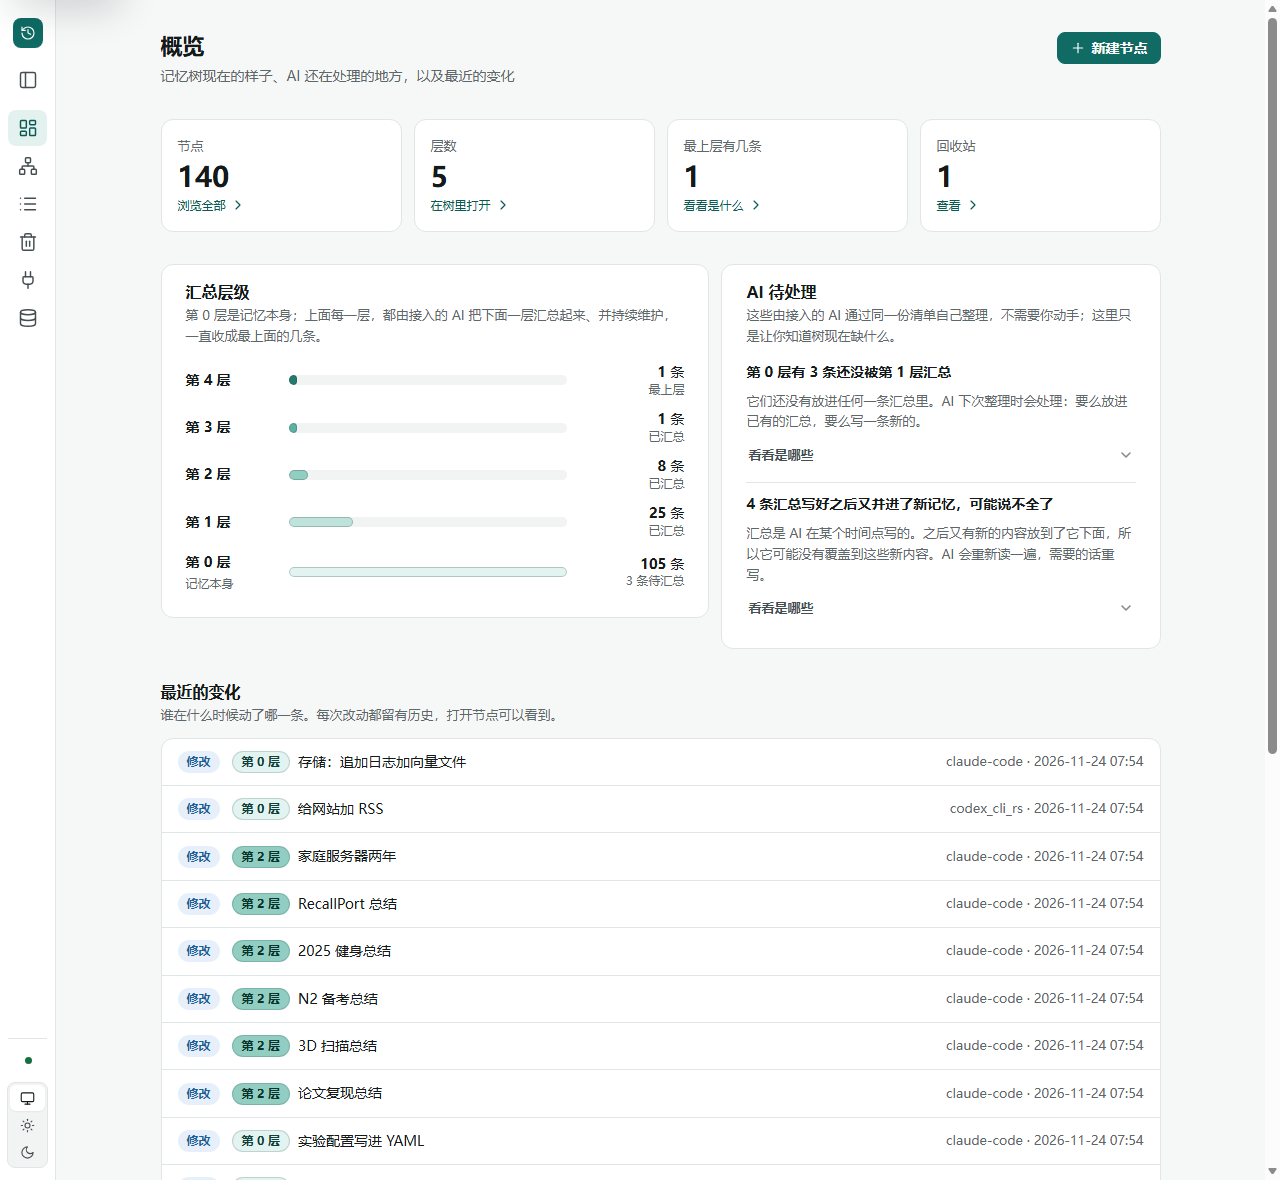 概览
新建节点
记忆树现在的样子、AI 还在处理的地方，以及最近的变化
节点
140
浏览全部
层数
5
在树里打开
最上层有几条
1
看看是什么
回收站
1
查看
汇总层级
第 0 层是记忆本身；上面每一层，都由接入的 AI 把下面一层汇总起来、并持续维护，
一直收成最上面的几条。
第 4 层
1 条
最上层
第 3 层
1 条
已汇总
第 2 层
8 条
已汇总
第 1 层
25 条
已汇总
第 0 层
记忆本身
105 条
3 条待汇总
AI 待处理
这些由接入的 AI 通过同一份清单自己整理，不需要你动手；这里只
是让你知道树现在缺什么。
第 0 层有 3 条还没被第 1 层汇总
它们还没有放进任何一条汇总里。AI 下次整理时会处理：要么放进
已有的汇总，要么写一条新的。
看看是哪些
4 条汇总写好之后又并进了新记忆，可能说不全了
汇总是 AI 在某个时间点写的。之后又有新的内容放到了它下面，所
以它可能没有覆盖到这些新内容。AI 会重新读一遍，需要的话重
写。
看看是哪些
最近的变化
谁在什么时候动了哪一条。每次改动都留有历史，打开节点可以看到。
修改 第 0 层 存储：追加日志加向量文件 claude-code · 2026-11-24 07:54
修改 第 0 层 给网站加 RSS codex_cli_rs · 2026-11-24 07:54
修改 第 2 层 家庭服务器两年 claude-code · 2026-11-24 07:54
修改 第 2 层 RecallPort 总结 claude-code · 2026-11-24 07:54
修改 第 2 层 2025 健身总结 claude-code · 2026-11-24 07:54
修改 第 2 层 N2 备考总结 claude-code · 2026-11-24 07:54
修改 第 2 层 3D 扫描总结 claude-code · 2026-11-24 07:54
修改 第 2 层 论文复现总结 claude-code · 2026-11-24 07:54
修改 第 0 层 实验配置写进 YAML claude-code · 2026-11-24 07:54